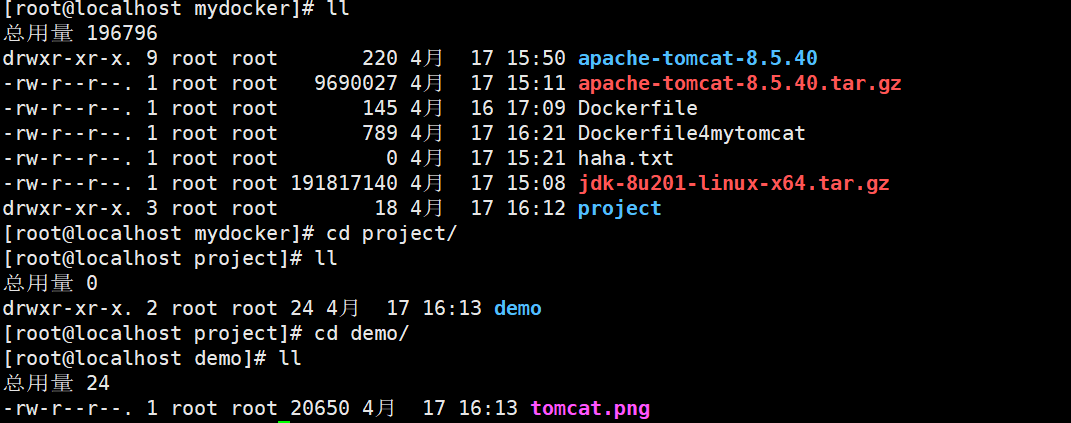 [root@localhost mydocker]# ll
总用量 196796
drwxr-xr-x. 9 root root       220 4月  17 15:50 apache-tomcat-8.5.40
-rw-r--r--. 1 root root   9690027 4月  17 15:11 apache-tomcat-8.5.40.tar.gz
-rw-r--r--. 1 root root       145 4月  16 17:09 Dockerfile
-rw-r--r--. 1 root root       789 4月  17 16:21 Dockerfile4mytomcat
-rw-r--r--. 1 root root         0 4月  17 15:21 haha.txt
-rw-r--r--. 1 root root 191817140 4月  17 15:08 jdk-8u201-linux-x64.tar.gz
drwxr-xr-x. 3 root root        18 4月  17 16:12 project
[root@localhost mydocker]# cd project/
[root@localhost project]# ll
总用量 0
drwxr-xr-x. 2 root root 24 4月  17 16:13 demo
[root@localhost project]# cd demo/
[root@localhost demo]# ll
总用量 24
-rw-r--r--. 1 root root 20650 4月  17 16:13 tomcat.png